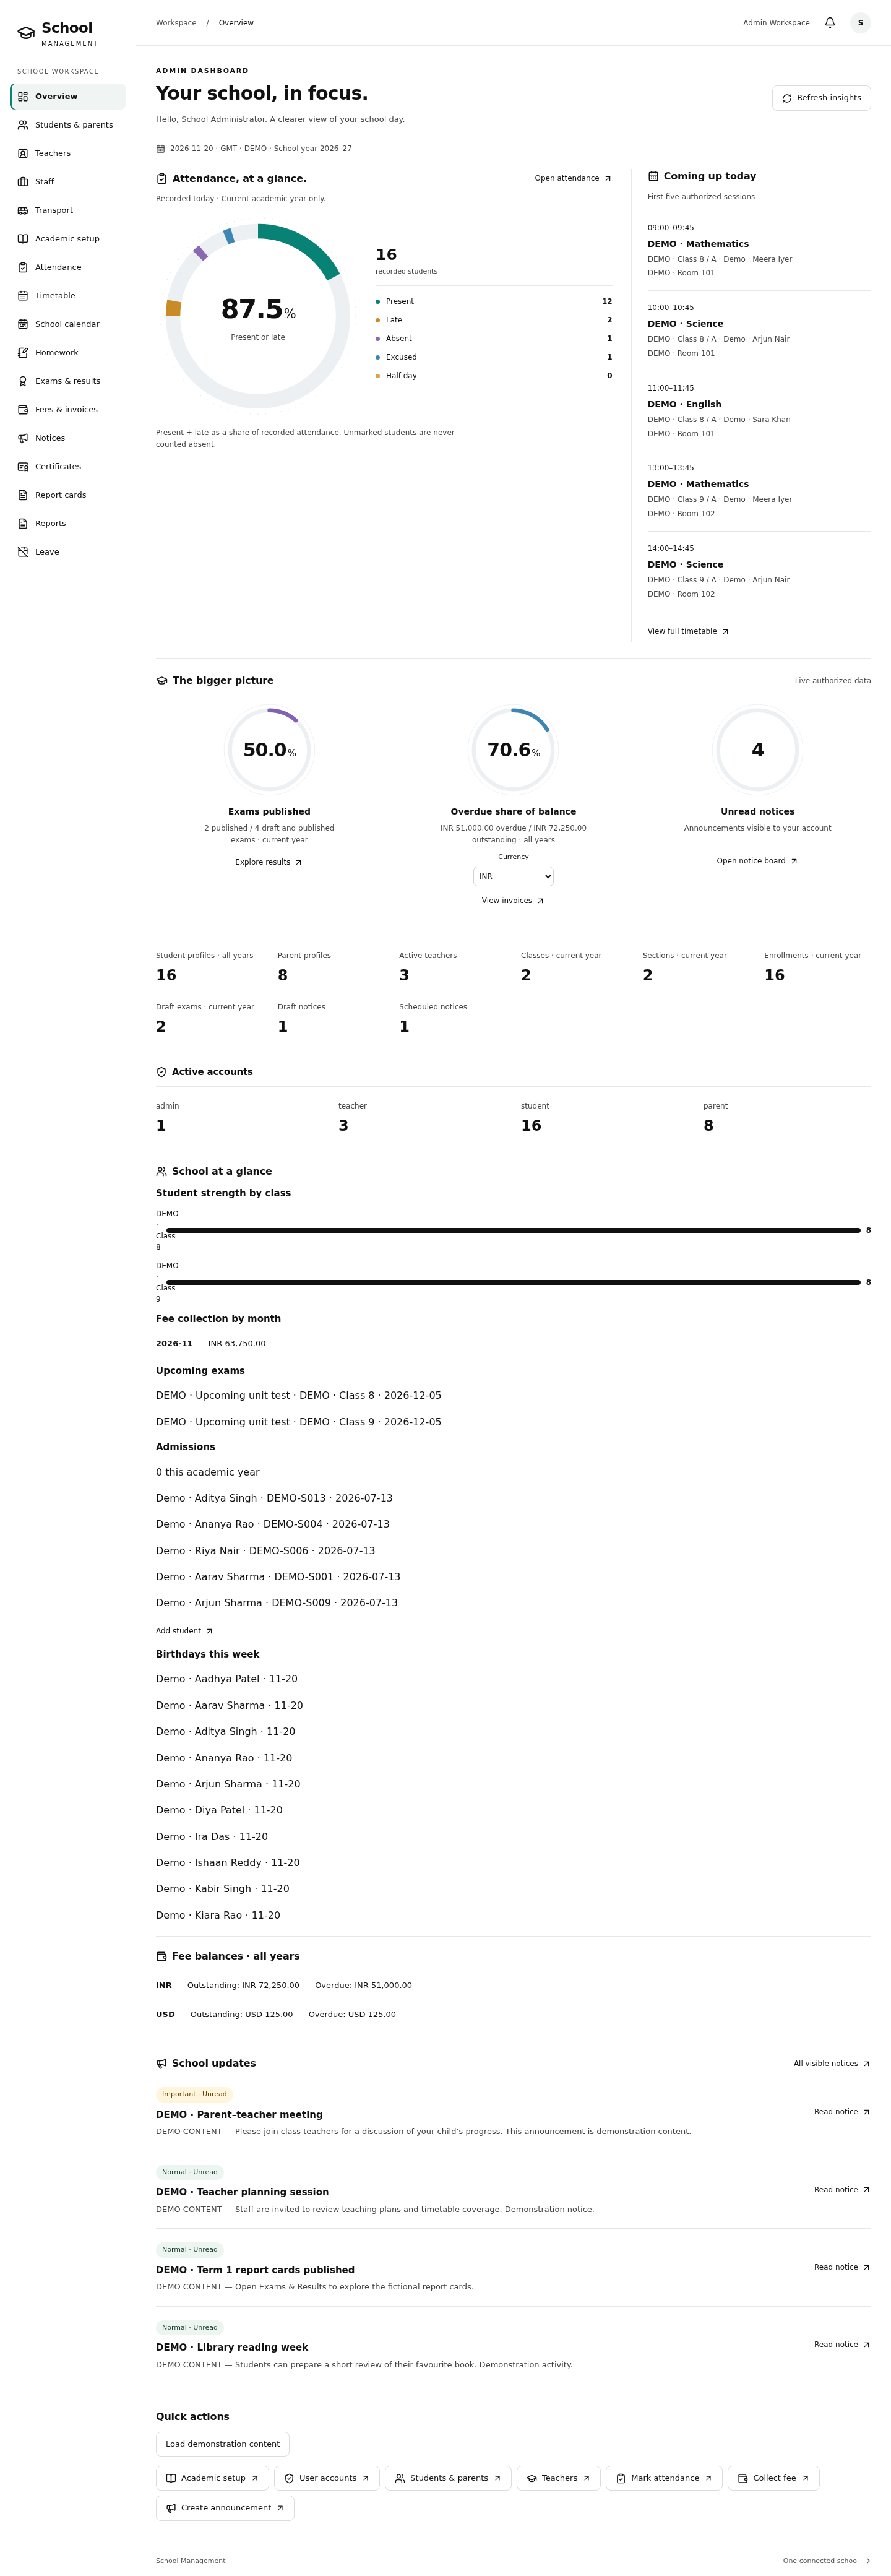 School
MANAGEMENT
SCHOOL WORKSPACE
Overview
Students & parents
Teachers
Staff
Transport
Academic setup
Attendance
Timetable
School calendar
Homework
Exams & results
Fees & invoices
Notices
Certificates
Report cards
Reports
Leave
Workspace / Overview
Admin Workspace
S
ADMIN DASHBOARD
Your school, in focus.
Hello, School Administrator. A clearer view of your school day.
Refresh insights
2026-11-20 · GMT · DEMO · School year 2026–27
Attendance, at a glance.
Open attendance
Recorded today · Current academic year only.
87.5%
Present or late
16
recorded students
Present 12
Late 2
Absent 1
Excused 1
Half day 0
Present + late as a share of recorded attendance. Unmarked students are never
counted absent.
Coming up today
First five authorized sessions
09:00–09:45
DEMO · Mathematics
DEMO · Class 8 / A · Demo · Meera Iyer
DEMO · Room 101
10:00–10:45
DEMO · Science
DEMO · Class 8 / A · Demo · Arjun Nair
DEMO · Room 101
11:00–11:45
DEMO · English
DEMO · Class 8 / A · Demo · Sara Khan
DEMO · Room 101
13:00–13:45
DEMO · Mathematics
DEMO · Class 9 / A · Demo · Meera Iyer
DEMO · Room 102
14:00–14:45
DEMO · Science
DEMO · Class 9 / A · Demo · Arjun Nair
DEMO · Room 102
View full timetable
The bigger picture
Live authorized data
50.0%
Exams published
2 published / 4 draft and published
exams · current year
Explore results
70.6%
Overdue share of balance
INR 51,000.00 overdue / INR 72,250.00
outstanding · all years
Currency
INR
View invoices
4
Unread notices
Announcements visible to your account
Open notice board
Student profiles · all years
16
Parent profiles
8
Active teachers
3
Classes · current year
2
Sections · current year
2
Enrollments · current year
16
Draft exams · current year
2
Draft notices
1
Scheduled notices
1
Active accounts
admin
1
teacher
3
student
16
parent
8
School at a glance
Student strength by class
DEMO
·
Class
8
8
DEMO
·
Class
9
8
Fee collection by month
2026-11 INR 63,750.00
Upcoming exams
DEMO · Upcoming unit test · DEMO · Class 8 · 2026-12-05
DEMO · Upcoming unit test · DEMO · Class 9 · 2026-12-05
Admissions
0 this academic year
Demo · Aditya Singh · DEMO-S013 · 2026-07-13
Demo · Ananya Rao · DEMO-S004 · 2026-07-13
Demo · Riya Nair · DEMO-S006 · 2026-07-13
Demo · Aarav Sharma · DEMO-S001 · 2026-07-13
Demo · Arjun Sharma · DEMO-S009 · 2026-07-13
Add student
Birthdays this week
Demo · Aadhya Patel · 11-20
Demo · Aarav Sharma · 11-20
Demo · Aditya Singh · 11-20
Demo · Ananya Rao · 11-20
Demo · Arjun Sharma · 11-20
Demo · Diya Patel · 11-20
Demo · Ira Das · 11-20
Demo · Ishaan Reddy · 11-20
Demo · Kabir Singh · 11-20
Demo · Kiara Rao · 11-20
Fee balances · all years
INR Outstanding: INR 72,250.00 Overdue: INR 51,000.00
USD Outstanding: USD 125.00 Overdue: USD 125.00
School updates
All visible notices
Important · Unread
DEMO · Parent–teacher meeting
DEMO CONTENT — Please join class teachers for a discussion of your child’s progress. This announcement is demonstration content.
Read notice
Normal · Unread
DEMO · Teacher planning session
DEMO CONTENT — Staff are invited to review teaching plans and timetable coverage. Demonstration notice.
Read notice
Normal · Unread
DEMO · Term 1 report cards published
DEMO CONTENT — Open Exams & Results to explore the fictional report cards.
Read notice
Normal · Unread
DEMO · Library reading week
DEMO CONTENT — Students can prepare a short review of their favourite book. Demonstration activity.
Read notice
Quick actions
Load demonstration content
Academic setup
User accounts
Students & parents
Teachers
Mark attendance
Collect fee
Create announcement
School Management
One connected school